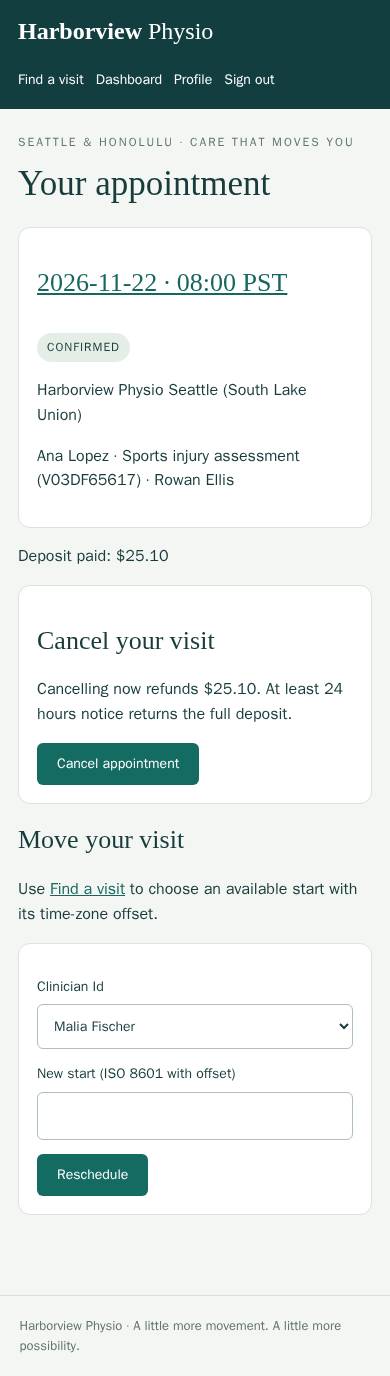 Harborview Physio
Find a visit Dashboard Profile Sign out
SEATTLE & HONOLULU · CARE THAT MOVES YOU
Your appointment
2026-11-22 · 08:00 PST
CONFIRMED
Harborview Physio Seattle (South Lake
Union)
Ana Lopez · Sports injury assessment
(V03DF65617) · Rowan Ellis
Deposit paid: $25.10
Cancel your visit
Cancelling now refunds $25.10. At least 24
hours notice returns the full deposit.
Cancel appointment
Move your visit
Use Find a visit to choose an available start with
its time-zone offset.
Clinician Id
Malia Fischer
New start (ISO 8601 with offset)
Reschedule
Harborview Physio · A little more movement. A little more
possibility.